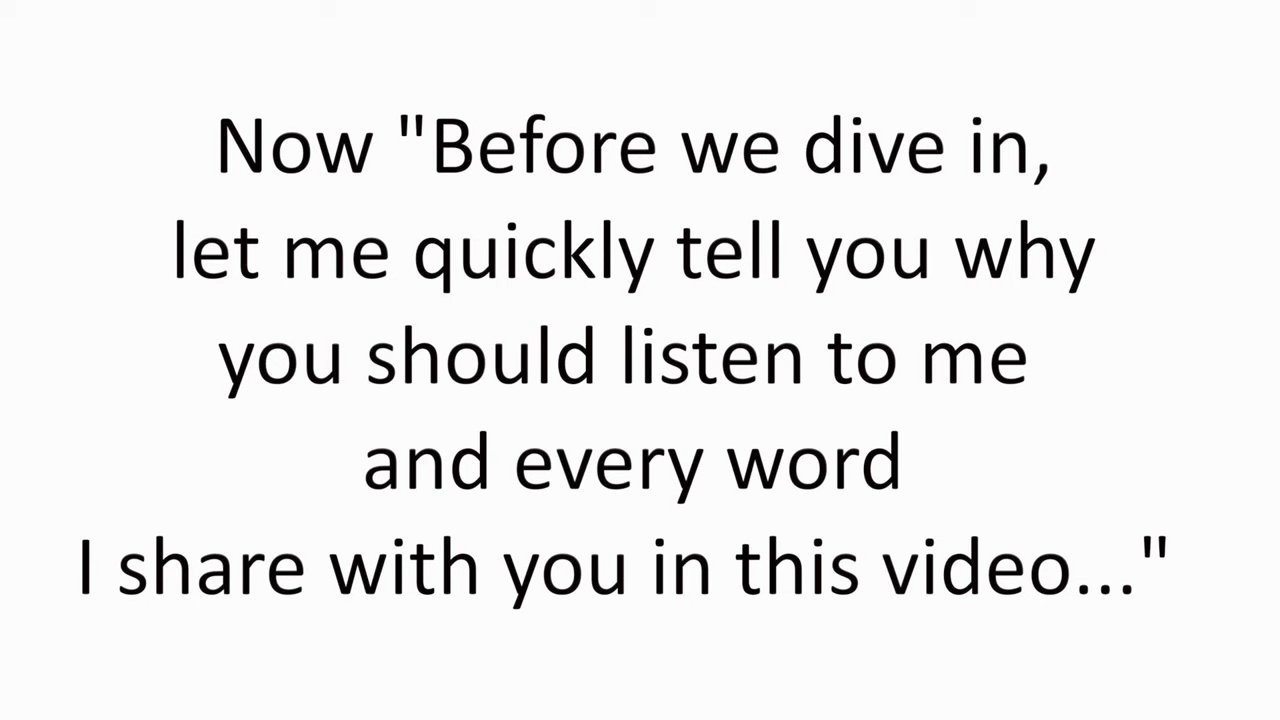 Now "Before we dive in,
let me quickly tell you why
you should listen to me
and every word
I share with you in this video..."